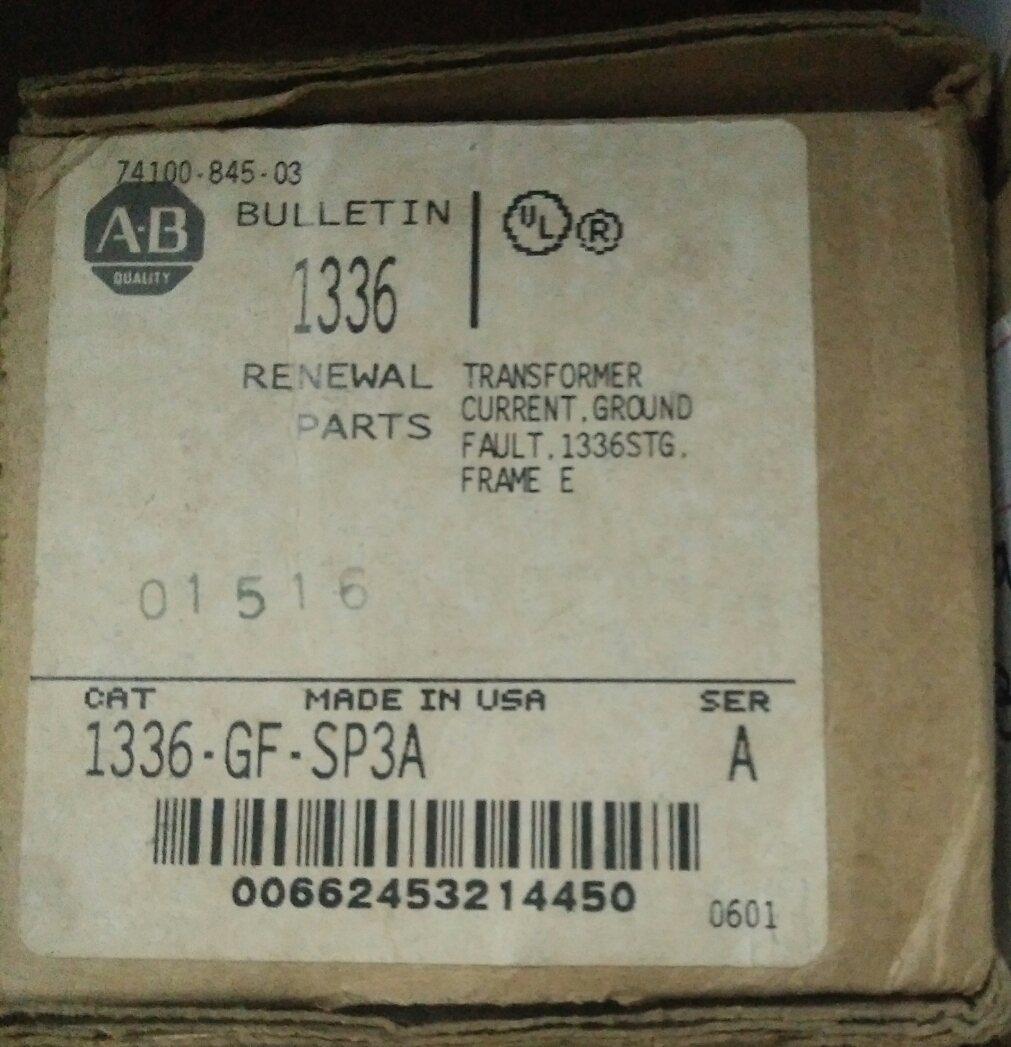 74100-845-03
A·B
QUALITY
BULLETIN
1336
UL ®
RENEWAL
PARTS
TRANSFORMER
CURRENT,GROUND
FAULT,1336STG,
FRAME E
01516
CAT MADE IN USA SER
1336-GF-SP3A A
00662453214450
0601